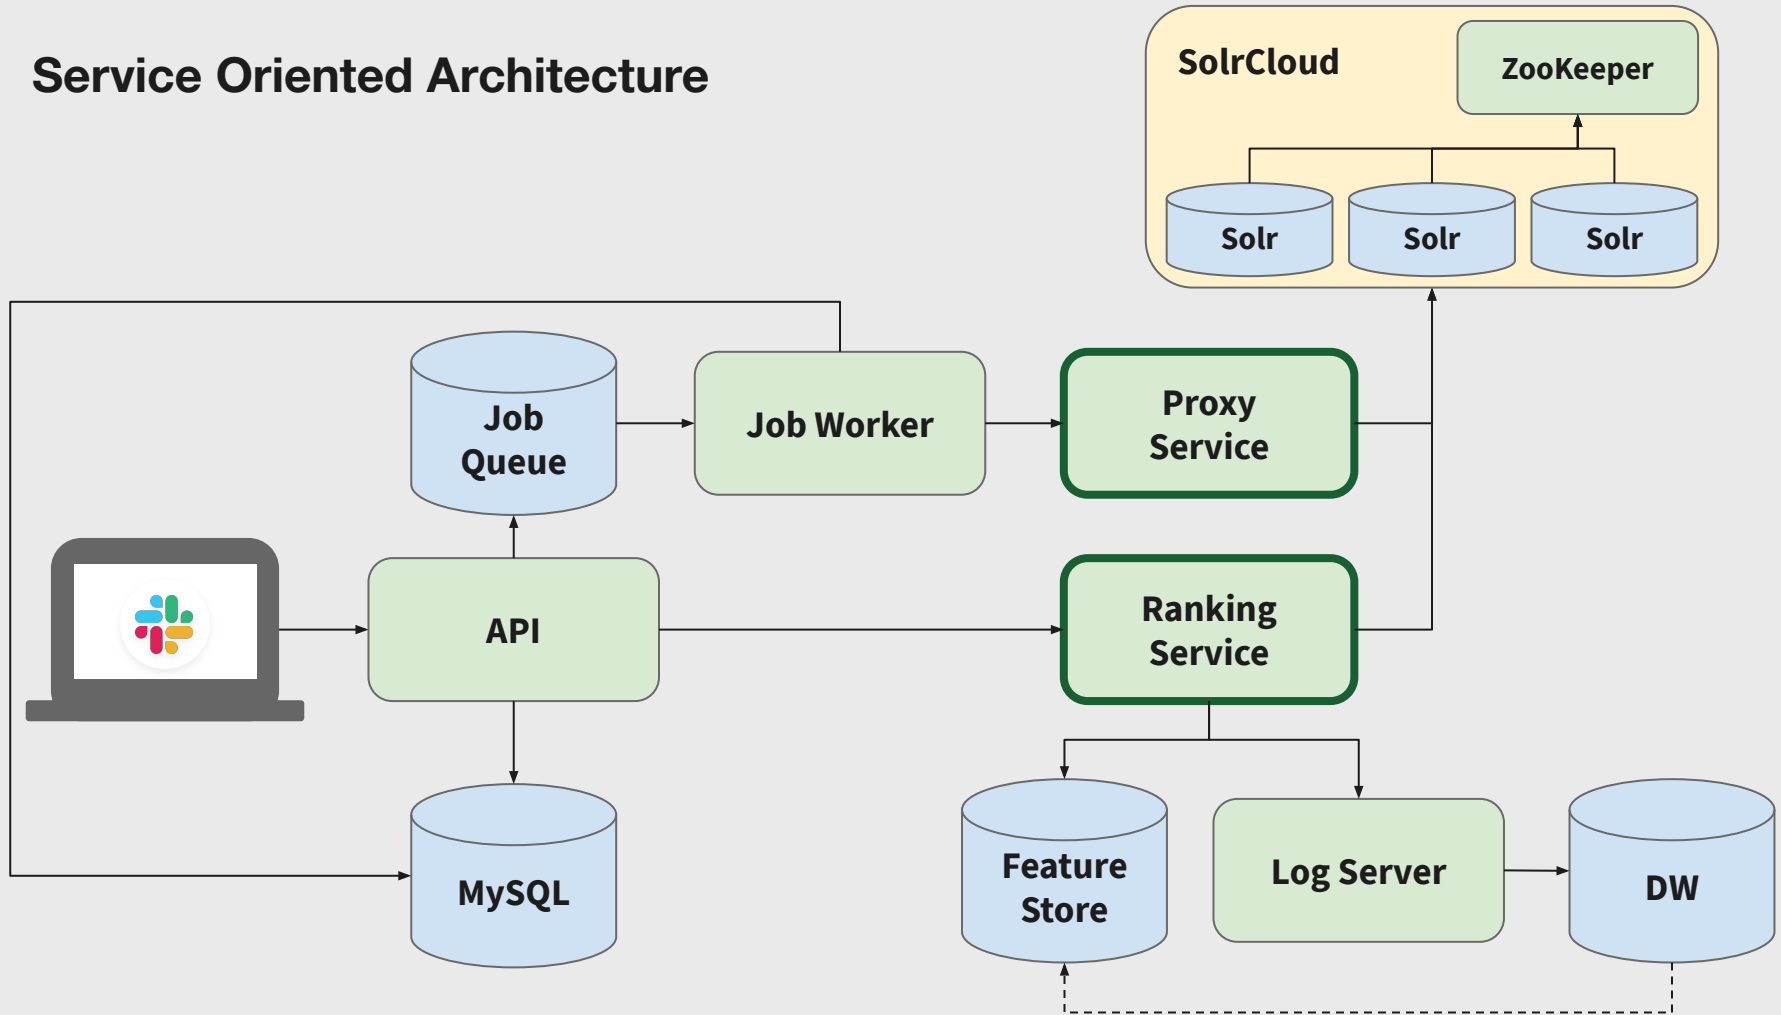 Service Oriented Architecture
SolrCloud
ZooKeeper
Solr
Solr
Solr
Job
Queue
Job Worker
Proxy
Service
API
Ranking
Service
MySQL
Feature
Store
Log Server
DW